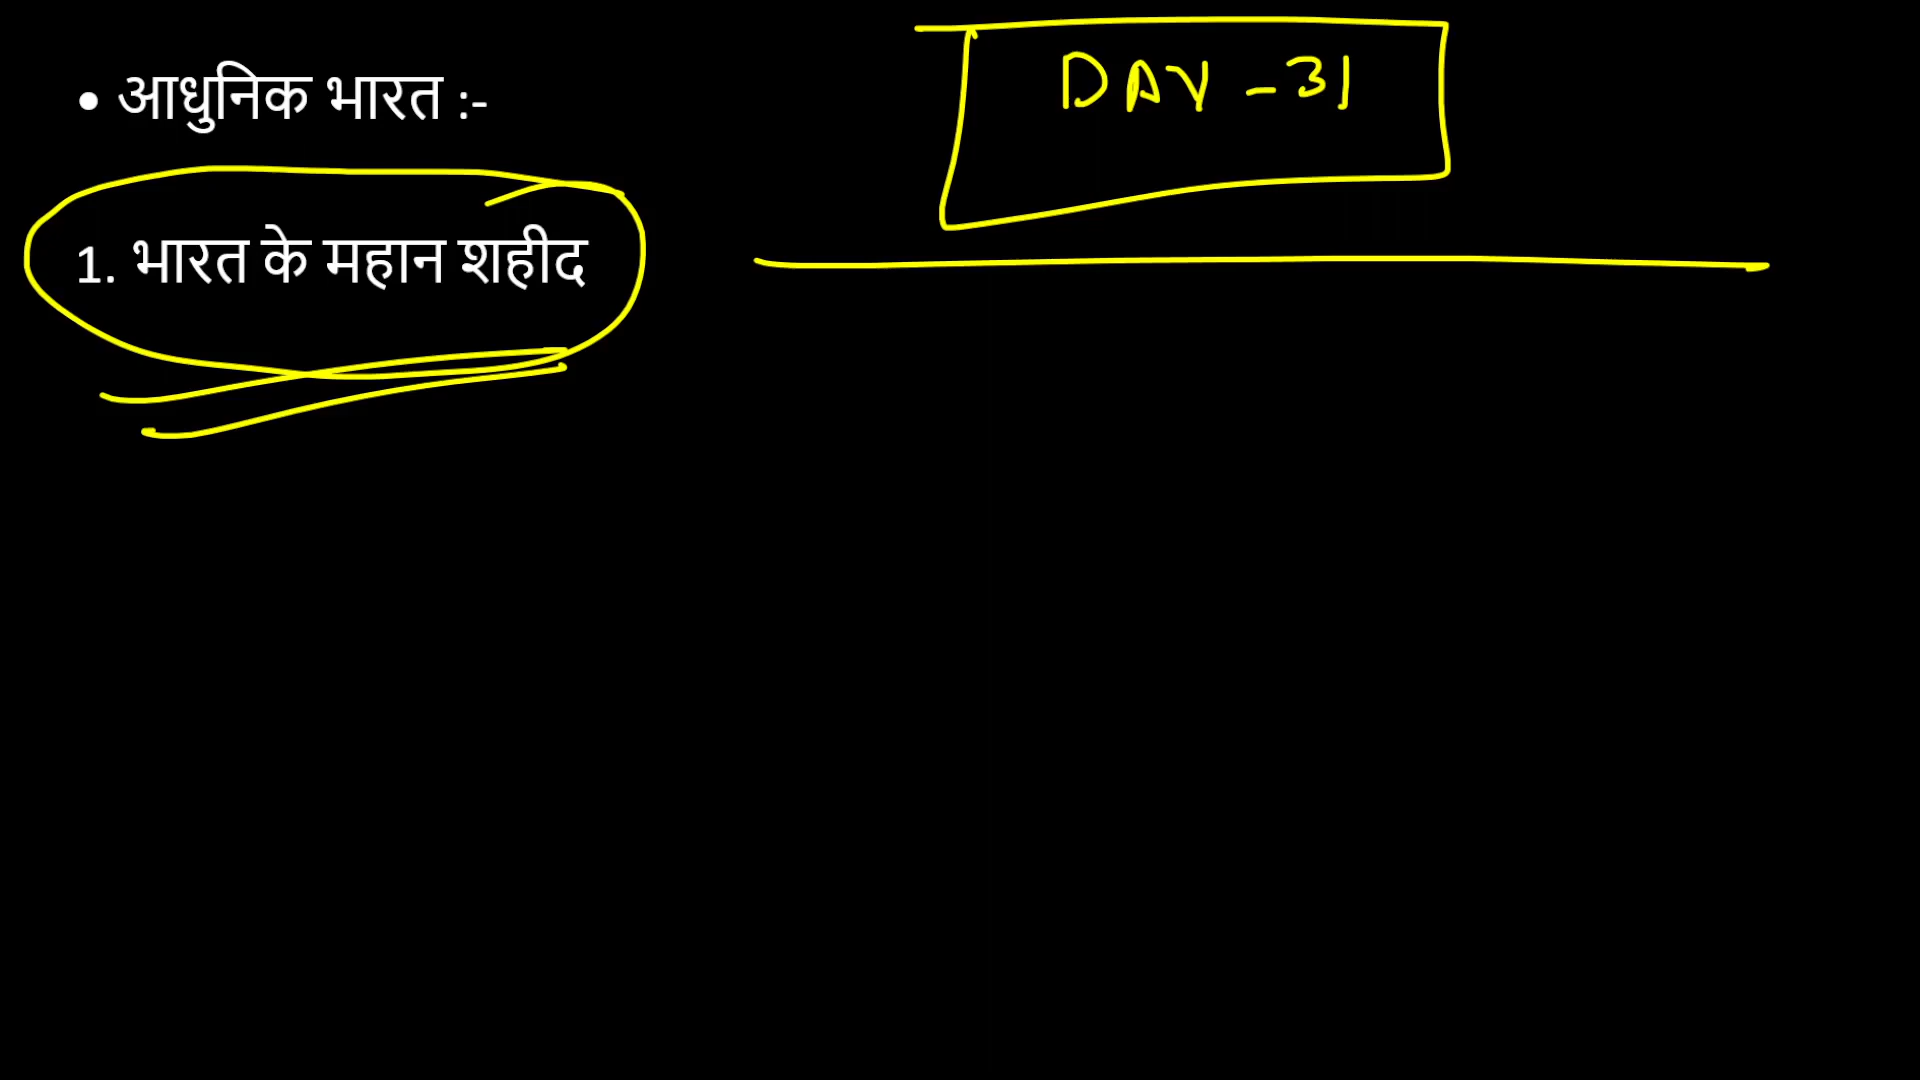 • आधुनिक भारत :-
DAY - 31
1. भारत के महान शहीद